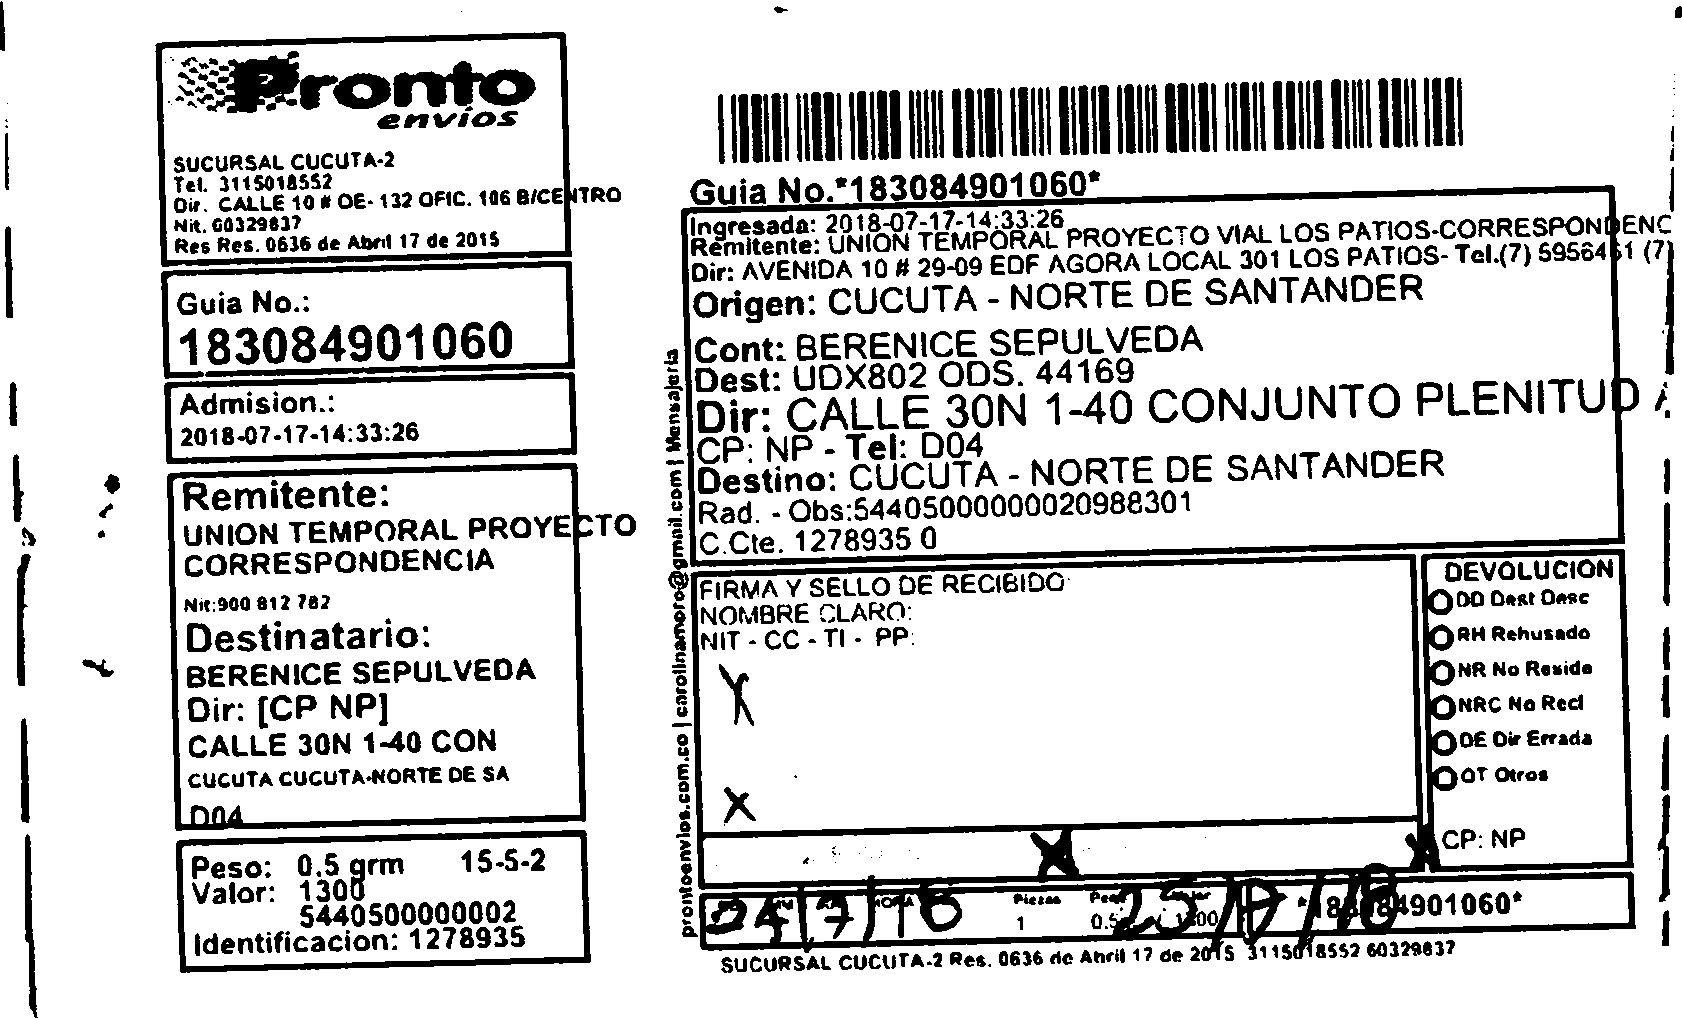 Pronto
envíos
SUCURSAL CUCUTA-2
Tel. 3115018552
Dir. CALLE 10 # OE- 132 OFIC. 106 B/CENTRO
Nit. 60329837
Res Res. 0636 de Abril 17 de 2015
Guia No.:
183084901060
Admision.:
2018-07-17-14:33:26
Remitente:
UNION TEMPORAL PROYECTO
CORRESPONDENCIA
Nit:900 812 782
Destinatario:
BERENICE SEPULVEDA
Dir: [CP NP]
CALLE 30N 1-40 CON
CUCUTA CUCUTA-NORTE DE SA
D04
Peso: 0.5 grm 15-5-2
Valor: 1300
5440500000002
Identificacion: 1278935
prontoenvios.com.co | carolinamoro@gmail.com | Mensajeria
Guia No.*183084901060*
Ingresada: 2018-07-17-14:33:26
Remitente: UNION TEMPORAL PROYECTO VIAL LOS PATIOS-CORRESPONDENC
Dir: AVENIDA 10 # 29-09 EDF AGORA LOCAL 301 LOS PATIOS- Tel.(7) 5956461 (7)
Origen: CUCUTA - NORTE DE SANTANDER
Cont: BERENICE SEPULVEDA
Dest: UDX802 ODS. 44169
Dir: CALLE 30N 1-40 CONJUNTO PLENITUD
CP: NP - Tel: D04
Destino: CUCUTA - NORTE DE SANTANDER
Rad. - Obs:54405000000020988301
C.Cte. 1278935 0
FIRMA Y SELLO DE RECIBIDO
NOMBRE CLARO:
NIT - CC - TI - PP:
X
X
DEVOLUCION
DD Dest Desc
RH Rehusado
NR No Reside
NRC No Recl
DE Dir Errada
OT Otros
CP: NP
Piezas
1
24/7/18
*183084901060*
SUCURSAL CUCUTA-2 Res. 0636 de Abril 17 de 2015 3115018552 60329837